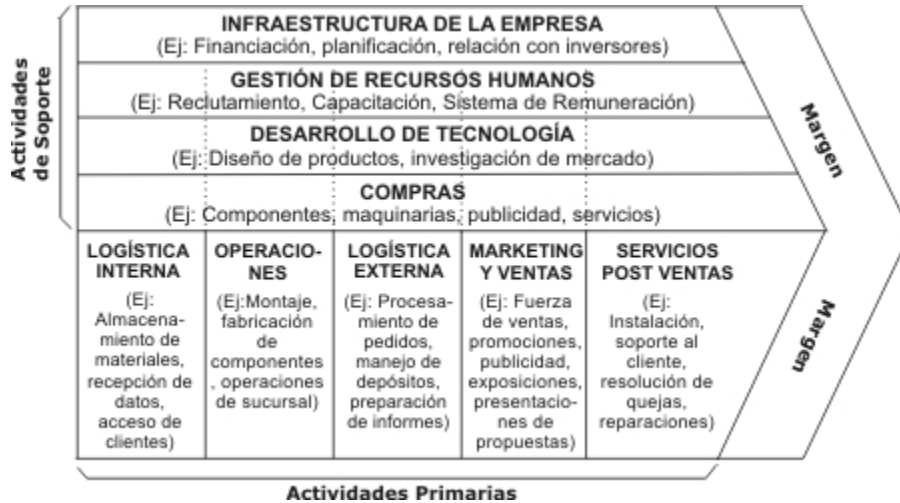 INFRAESTRUCTURA DE LA EMPRESA
(Ej: Financiación, planificación, relación con inversores)
GESTIÓN DE RECURSOS HUMANOS
(Ej: Reclutamiento, Capacitación, Sistema de Remuneración)
DESARROLLO DE TECNOLOGÍA
(Ej: Diseño de productos, investigación de mercado)
COMPRAS
(Ej: Componentes, maquinarias, publicidad, servicios)
Actividades
de Soporte
Margen
LOGÍSTICA
INTERNA
(Ej:
Almacena-
miento de
materiales,
recepción de
datos,
acceso de
clientes)
OPERACIO-
NES
(Ej:Montaje,
fabricación
de
componentes
, operaciones
de sucursal)
LOGÍSTICA
EXTERNA
(Ej: Procesa-
miento de
pedidos,
manejo de
depósitos,
preparación
de informes)
MARKETING
Y VENTAS
(Ej: Fuerza
de ventas,
promociones,
publicidad,
exposiciones,
presentacio-
nes de
propuestas)
SERVICIOS
POST VENTAS
(Ej:
Instalación,
soporte al
cliente,
resolución de
quejas,
reparaciones)
Margen
Actividades Primarias